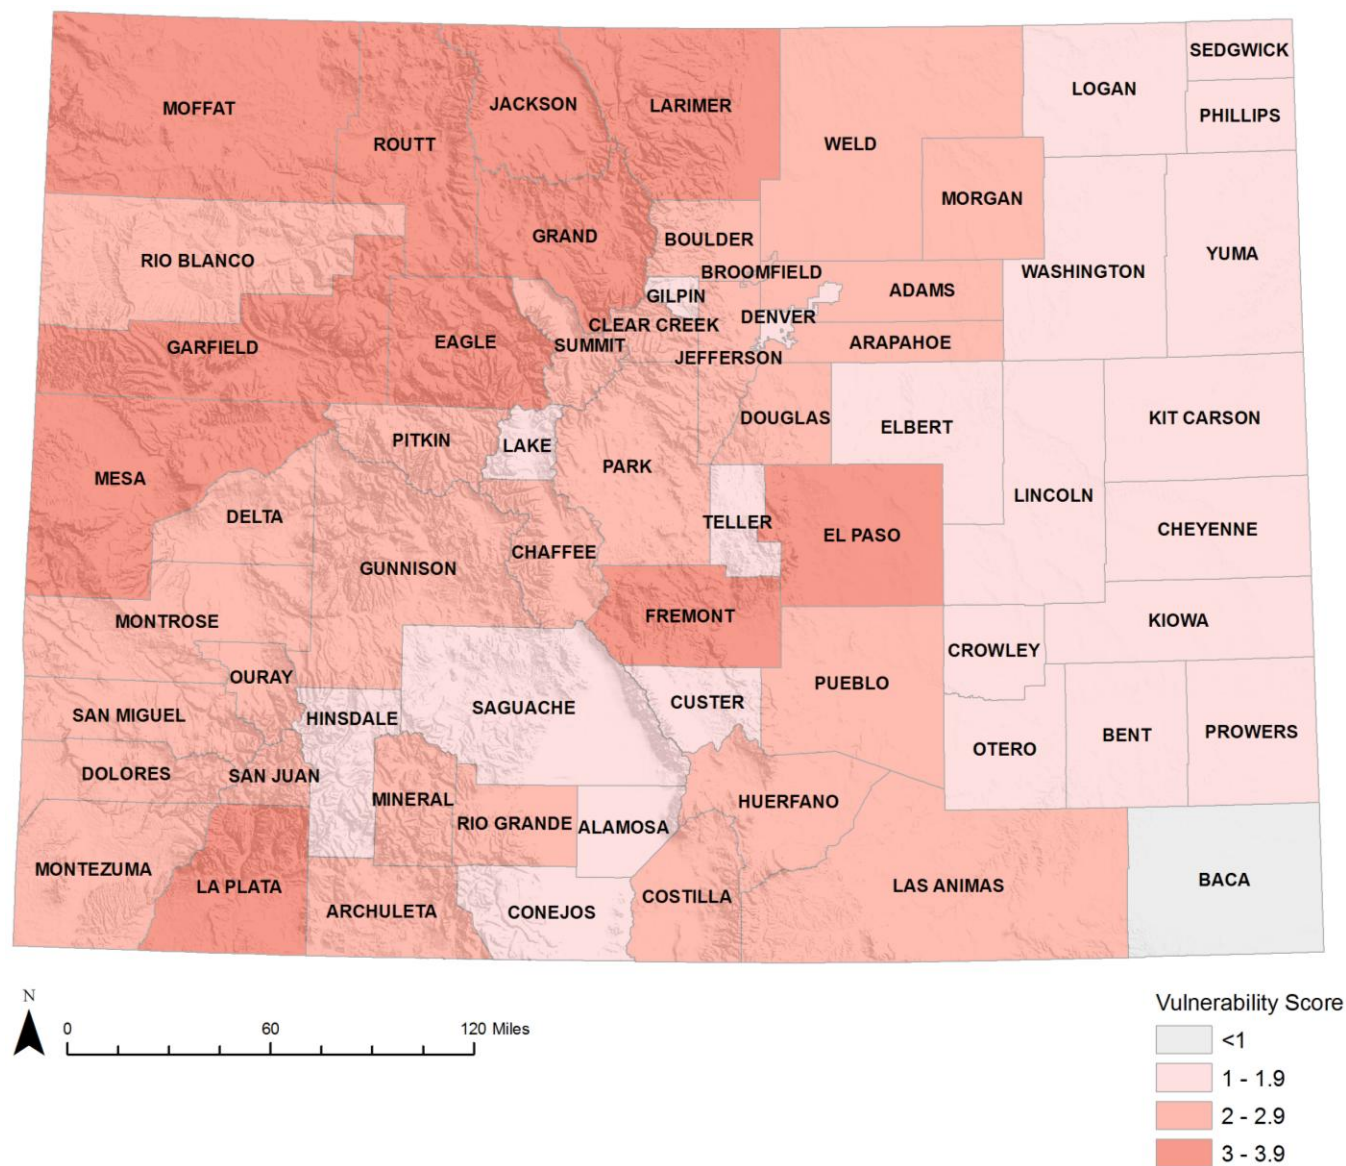 SEDGWICK
LOGAN
MOFFAT
JACKSON
LARIMER
PHILLIPS
ROUTT
WELD
MORGAN
GRAND
BOULDER
YUMA
RIO BLANCO
BROOMFIELD
WASHINGTON
GILPIN
ADAMS
DENVER
CLEAR CREEK
EAGLE
SUMMIT
ARAPAHOE
GARFIELD
JEFFERSON
DOUGLAS
KIT CARSON
ELBERT
PITKIN
LAKE
PARK
MESA
LINCOLN
DELTA
TELLER
CHEYENNE
EL PASO
CHAFFEE
GUNNISON
FREMONT
MONTROSE
KIOWA
CROWLEY
OURAY
PUEBLO
CUSTER
SAGUACHE
SAN MIGUEL
HINSDALE
PROWERS
BENT
OTERO
DOLORES
SAN JUAN
MINERAL
HUERFANO
RIO GRANDE
ALAMOSA
MONTEZUMA
BACA
LA PLATA
LAS ANIMAS
COSTILLA
ARCHULETA
CONEJOS
N
0 60 120 Miles
Vulnerability Score
<1
1 - 1.9
2 - 2.9
3 - 3.9